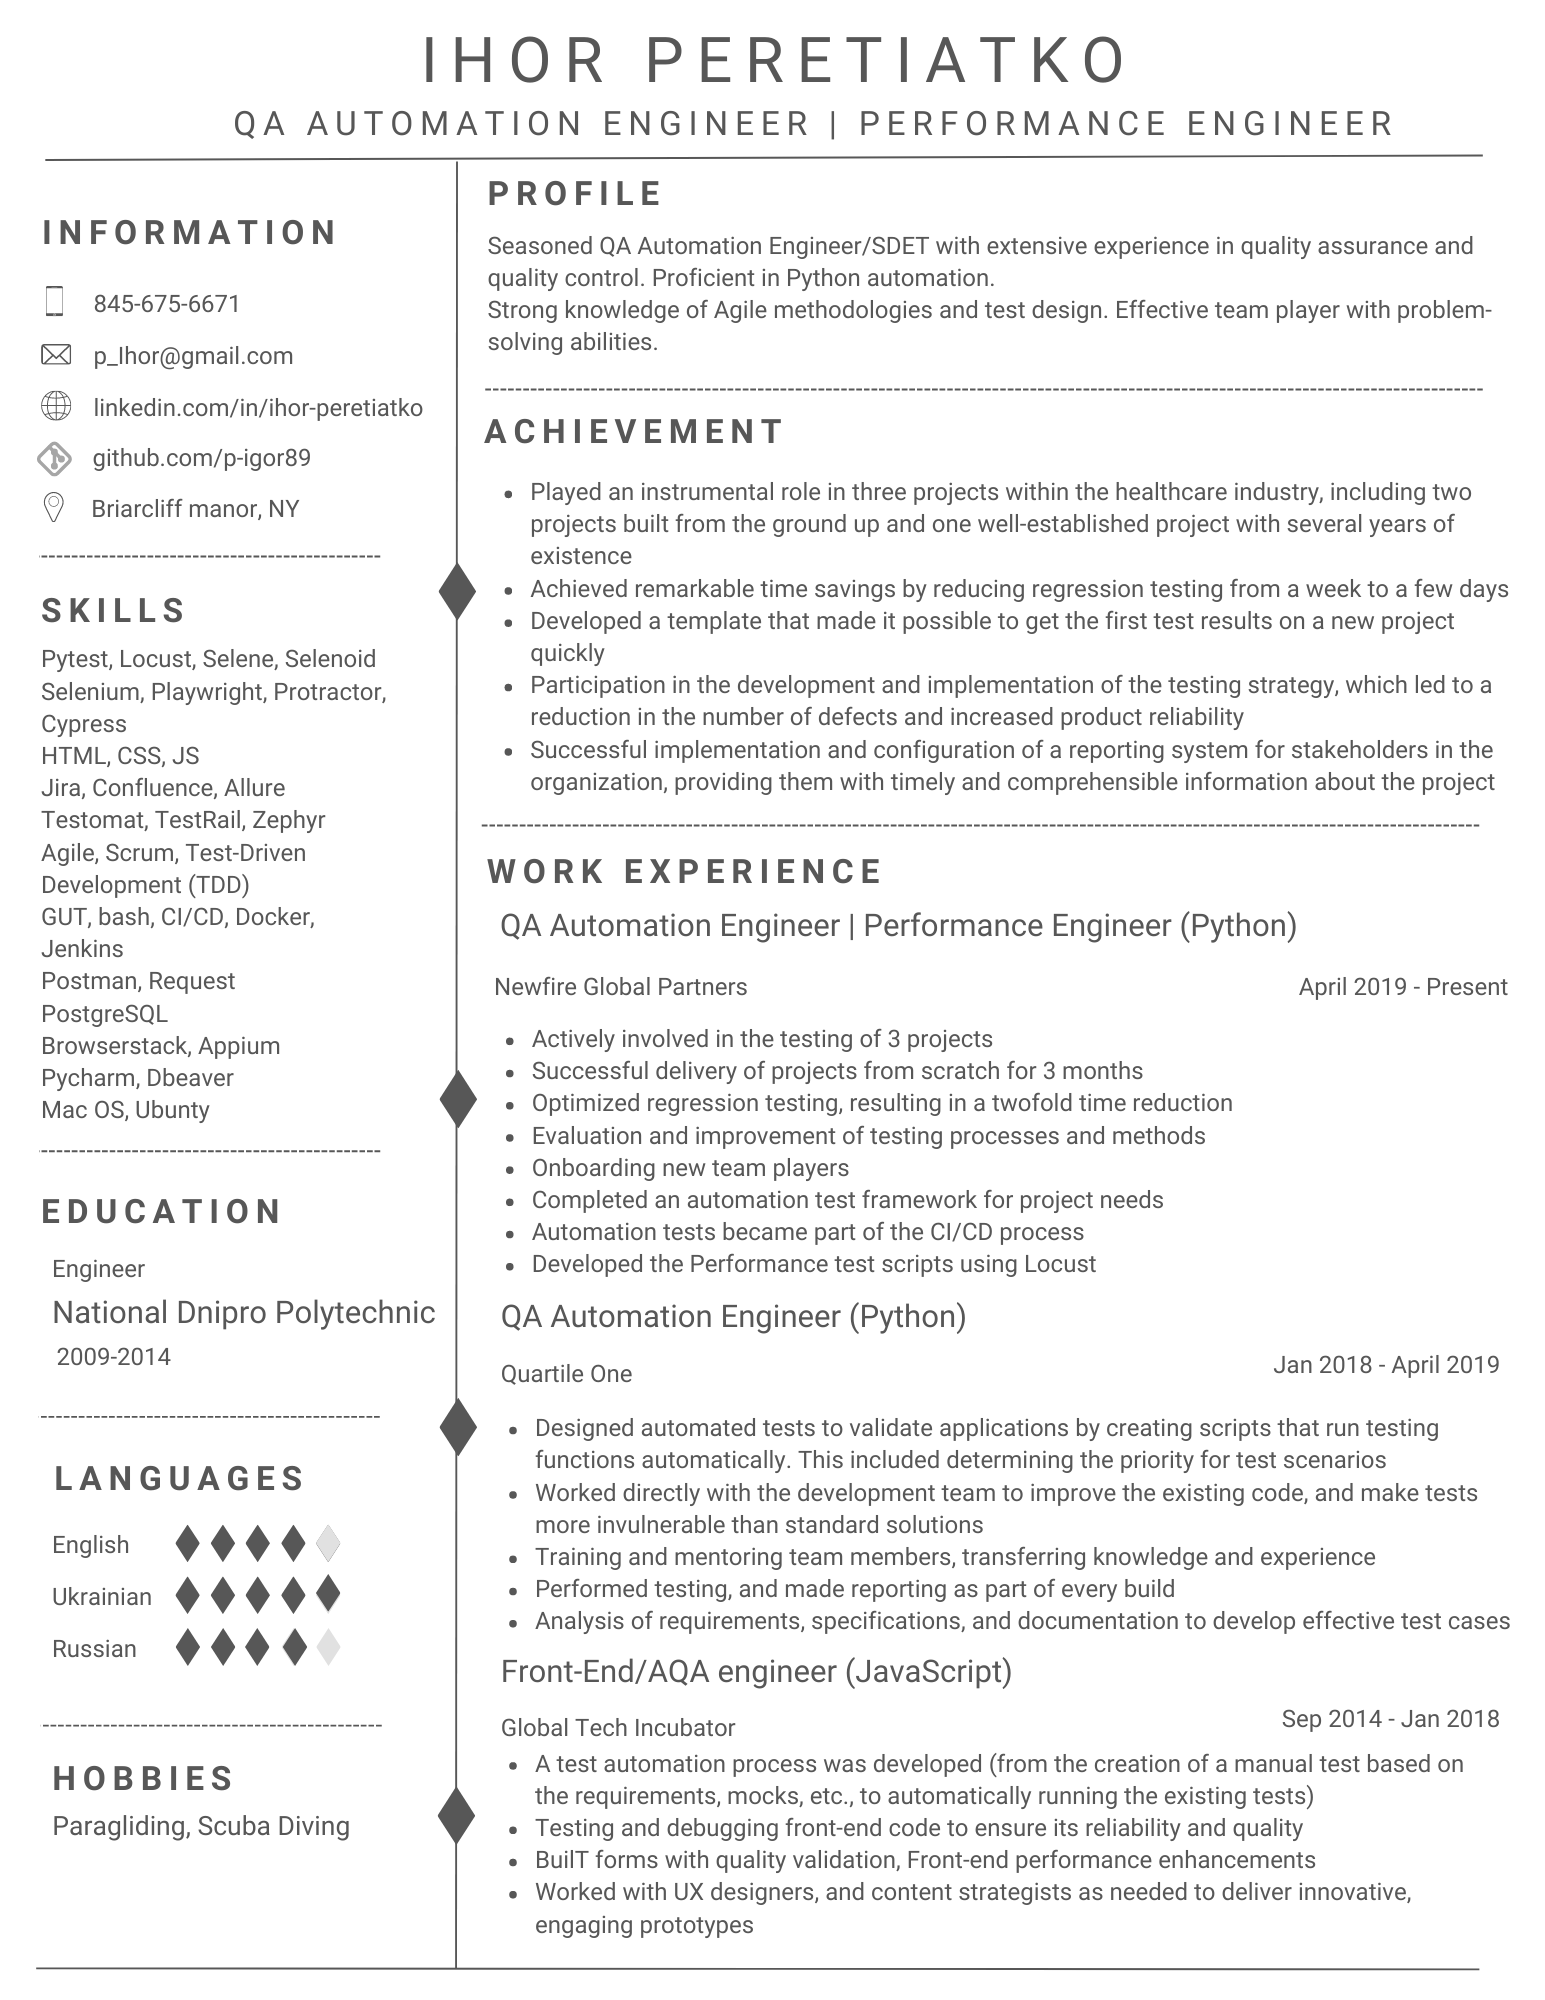 IHOR PERETIATKO
QA AUTOMATION ENGINEER | PERFORMANCE ENGINEER
INFORMATION
845-675-6671
p_Ihor@gmail.com
linkedin.com/in/ihor-peretiatko
github.com/p-igor89
Briarcliff manor, NY
SKILLS
Pytest, Locust, Selene, Selenoid
Selenium, Playwright, Protractor,
Cypress
HTML, CSS, JS
Jira, Confluence, Allure
Testomat, TestRail, Zephyr
Agile, Scrum, Test-Driven
Development (TDD)
GUT, bash, CI/CD, Docker,
Jenkins
Postman, Request
PostgreSQL
Browserstack, Appium
Pycharm, Dbeaver
Mac OS, Ubunty
EDUCATION
Engineer
National Dnipro Polytechnic
2009-2014
LANGUAGES
English
Ukrainian
Russian
HOBBIES
Paragliding, Scuba Diving
PROFILE
Seasoned QA Automation Engineer/SDET with extensive experience in quality assurance and
quality control. Proficient in Python automation.
Strong knowledge of Agile methodologies and test design. Effective team player with problem-
solving abilities.
ACHIEVEMENT
• Played an instrumental role in three projects within the healthcare industry, including two
projects built from the ground up and one well-established project with several years of
existence
• Achieved remarkable time savings by reducing regression testing from a week to a few days
• Developed a template that made it possible to get the first test results on a new project
quickly
• Participation in the development and implementation of the testing strategy, which led to a
reduction in the number of defects and increased product reliability
• Successful implementation and configuration of a reporting system for stakeholders in the
organization, providing them with timely and comprehensible information about the project
WORK EXPERIENCE
QA Automation Engineer | Performance Engineer (Python)
Newfire Global Partners April 2019 - Present
• Actively involved in the testing of 3 projects
• Successful delivery of projects from scratch for 3 months
• Optimized regression testing, resulting in a twofold time reduction
• Evaluation and improvement of testing processes and methods
• Onboarding new team players
• Completed an automation test framework for project needs
• Automation tests became part of the CI/CD process
• Developed the Performance test scripts using Locust
QA Automation Engineer (Python)
Quartile One Jan 2018 - April 2019
• Designed automated tests to validate applications by creating scripts that run testing
functions automatically. This included determining the priority for test scenarios
• Worked directly with the development team to improve the existing code, and make tests
more invulnerable than standard solutions
• Training and mentoring team members, transferring knowledge and experience
• Performed testing, and made reporting as part of every build
• Analysis of requirements, specifications, and documentation to develop effective test cases
Front-End/AQA engineer (JavaScript)
Global Tech Incubator Sep 2014 - Jan 2018
• A test automation process was developed (from the creation of a manual test based on
the requirements, mocks, etc., to automatically running the existing tests)
• Testing and debugging front-end code to ensure its reliability and quality
• BuilT forms with quality validation, Front-end performance enhancements
• Worked with UX designers, and content strategists as needed to deliver innovative,
engaging prototypes